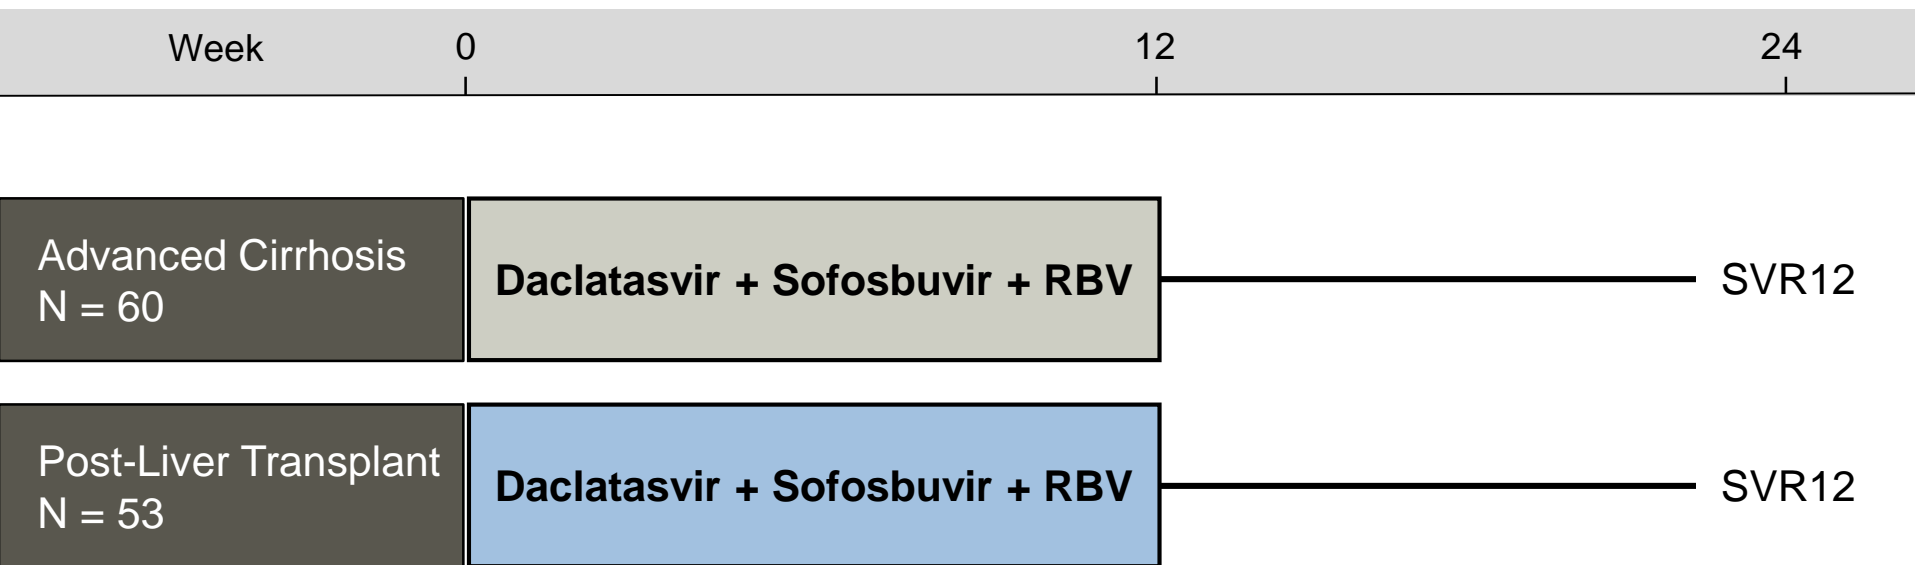 Week 0 12 24
Advanced Cirrhosis
N = 60
Daclatasvir + Sofosbuvir + RBV
SVR12
Post-Liver Transplant
N = 53
Daclatasvir + Sofosbuvir + RBV
SVR12